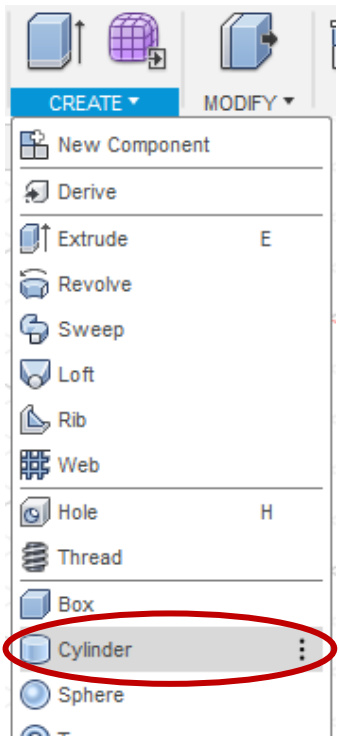 CREATE ▾ MODIFY ▾
New Component
Derive
Extrude E
Revolve
Sweep
Loft
Rib
Web
Hole H
Thread
Box
Cylinder
Sphere